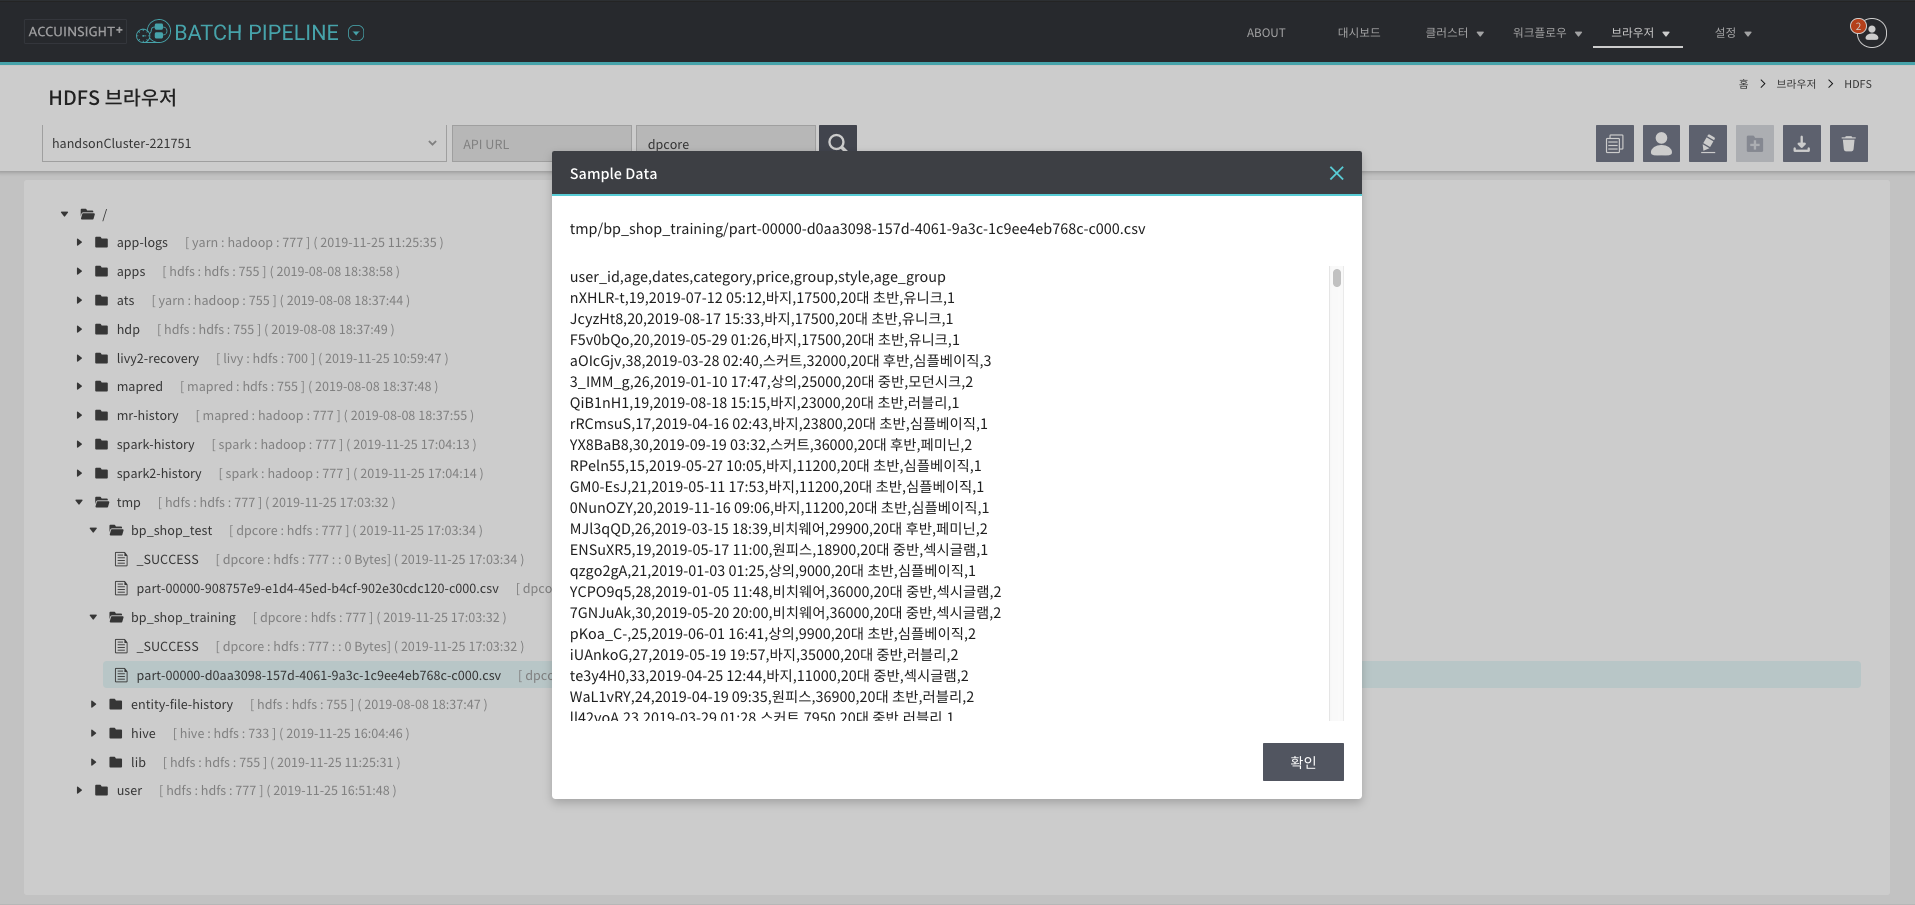 ACCUINSIGHT+ BATCH PIPELINE
ABOUT 대시보드 클러스터 워크플로우 브라우저 설정 2
HDFS 브라우저
홈 > 브라우저 > HDFS
handsonCluster-221751 API URL dpcore
/
app-logs [ yarn : hadoop : 777 ] ( 2019-11-25 11:25:35 )
apps [ hdfs : hdfs : 755 ] ( 2019-08-08 18:38:58 )
ats [ yarn : hadoop : 755 ] ( 2019-08-08 18:37:44 )
hdp [ hdfs : hdfs : 755 ] ( 2019-08-08 18:37:49 )
livy2-recovery [ livy : hdfs : 700 ] ( 2019-11-25 10:59:47 )
mapred [ mapred : hdfs : 755 ] ( 2019-08-08 18:37:48 )
mr-history [ mapred : hadoop : 777 ] ( 2019-08-08 18:37:55 )
spark-history [ spark : hadoop : 777 ] ( 2019-11-25 17:04:13 )
spark2-history [ spark : hadoop : 777 ] ( 2019-11-25 17:04:14 )
tmp [ hdfs : hdfs : 777 ] ( 2019-11-25 17:03:32 )
bp_shop_test [ dpcore : hdfs : 777 ] ( 2019-11-25 17:03:34 )
_SUCCESS [ dpcore : hdfs : 777 : : 0 Bytes] ( 2019-11-25 17:03:34 )
part-00000-908757e9-e1d4-45ed-b4cf-902e30cdc120-c000.csv [ dpco
bp_shop_training [ dpcore : hdfs : 777 ] ( 2019-11-25 17:03:32 )
_SUCCESS [ dpcore : hdfs : 777 : : 0 Bytes] ( 2019-11-25 17:03:32 )
part-00000-d0aa3098-157d-4061-9a3c-1c9ee4eb768c-c000.csv [ dpco
entity-file-history [ hdfs : hdfs : 755 ] ( 2019-08-08 18:37:47 )
hive [ hive : hdfs : 733 ] ( 2019-11-25 16:04:46 )
lib [ hdfs : hdfs : 755 ] ( 2019-11-25 11:25:31 )
user [ hdfs : hdfs : 777 ] ( 2019-11-25 16:51:48 )
Sample Data
tmp/bp_shop_training/part-00000-d0aa3098-157d-4061-9a3c-1c9ee4eb768c-c000.csv
user_id,age,dates,category,price,group,style,age_group
nXHLR-t,19,2019-07-12 05:12,바지,17500,20대 초반,유니크,1
JcyzHt8,20,2019-08-17 15:33,바지,17500,20대 초반,유니크,1
F5v0bQo,20,2019-05-29 01:26,바지,17500,20대 초반,유니크,1
aOIcGjv,38,2019-03-28 02:40,스커트,32000,20대 후반,심플베이직,3
3_IMM_g,26,2019-01-10 17:47,상의,25000,20대 중반,모던시크,2
QiB1nH1,19,2019-08-18 15:15,바지,23000,20대 초반,러블리,1
rRCmsuS,17,2019-04-16 02:43,바지,23800,20대 초반,심플베이직,1
YX8BaB8,30,2019-09-19 03:32,스커트,36000,20대 후반,페미닌,2
RPeln55,15,2019-05-27 10:05,바지,11200,20대 초반,심플베이직,1
GM0-EsJ,21,2019-05-11 17:53,바지,11200,20대 초반,심플베이직,1
0NunOZY,20,2019-11-16 09:06,바지,11200,20대 초반,심플베이직,1
MJl3qQD,26,2019-03-15 18:39,비치웨어,29900,20대 후반,페미닌,2
ENSuXR5,19,2019-05-17 11:00,원피스,18900,20대 중반,섹시글램,1
qzgo2gA,21,2019-01-03 01:25,상의,9000,20대 초반,심플베이직,1
YCPO9q5,28,2019-01-05 11:48,비치웨어,36000,20대 중반,섹시글램,2
7GNJuAk,30,2019-05-20 20:00,비치웨어,36000,20대 중반,섹시글램,2
pKoa_C-,25,2019-06-01 16:41,상의,9900,20대 초반,심플베이직,2
iUAnkoG,27,2019-05-19 19:57,바지,35000,20대 중반,러블리,2
te3y4H0,33,2019-04-25 12:44,바지,11000,20대 중반,섹시글램,2
WaL1vRY,24,2019-04-19 09:35,원피스,36900,20대 초반,러블리,2
ll42voA,23,2019-03-29 01:28,스커트,7950,20대 중반,러블리,1
확인